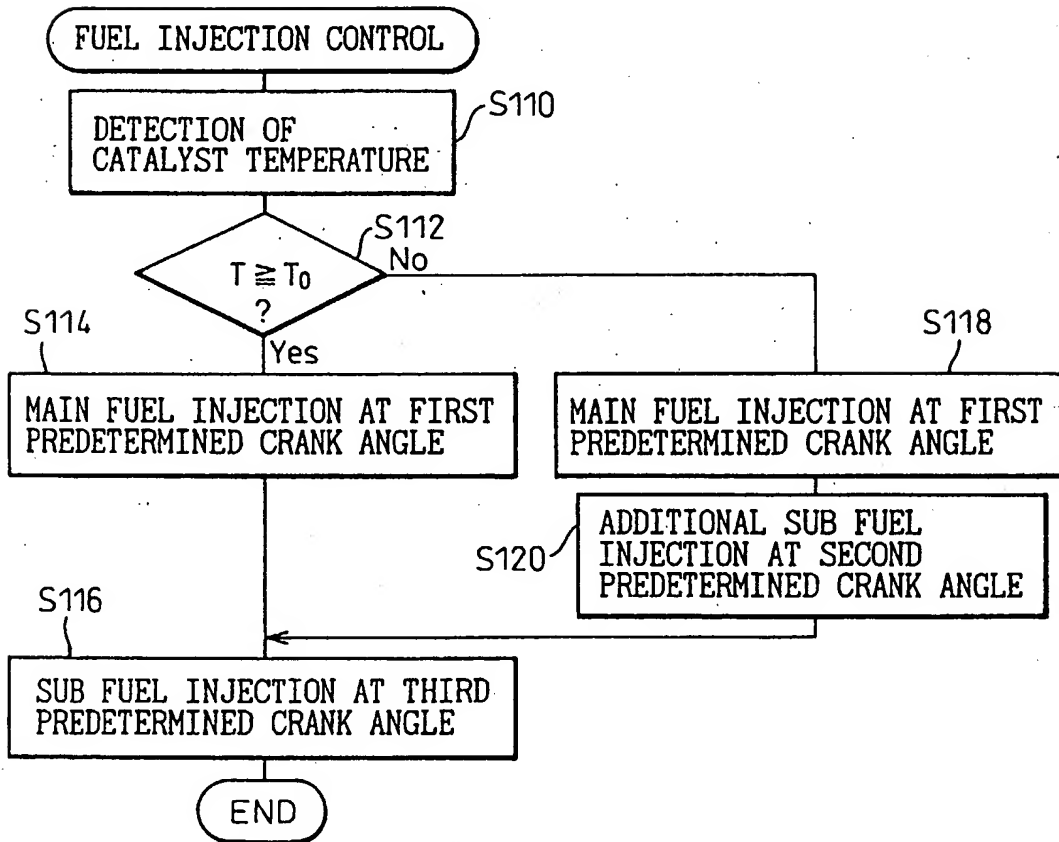 FUEL INJECTION CONTROL
S110
DETECTION OF
CATALYST TEMPERATURE
S112
T ≧ T₀
?
No
Yes
S114
MAIN FUEL INJECTION AT FIRST
PREDETERMINED CRANK ANGLE
S118
MAIN FUEL INJECTION AT FIRST
PREDETERMINED CRANK ANGLE
S120
ADDITIONAL SUB FUEL
INJECTION AT SECOND
PREDETERMINED CRANK ANGLE
S116
SUB FUEL INJECTION AT THIRD
PREDETERMINED CRANK ANGLE
END